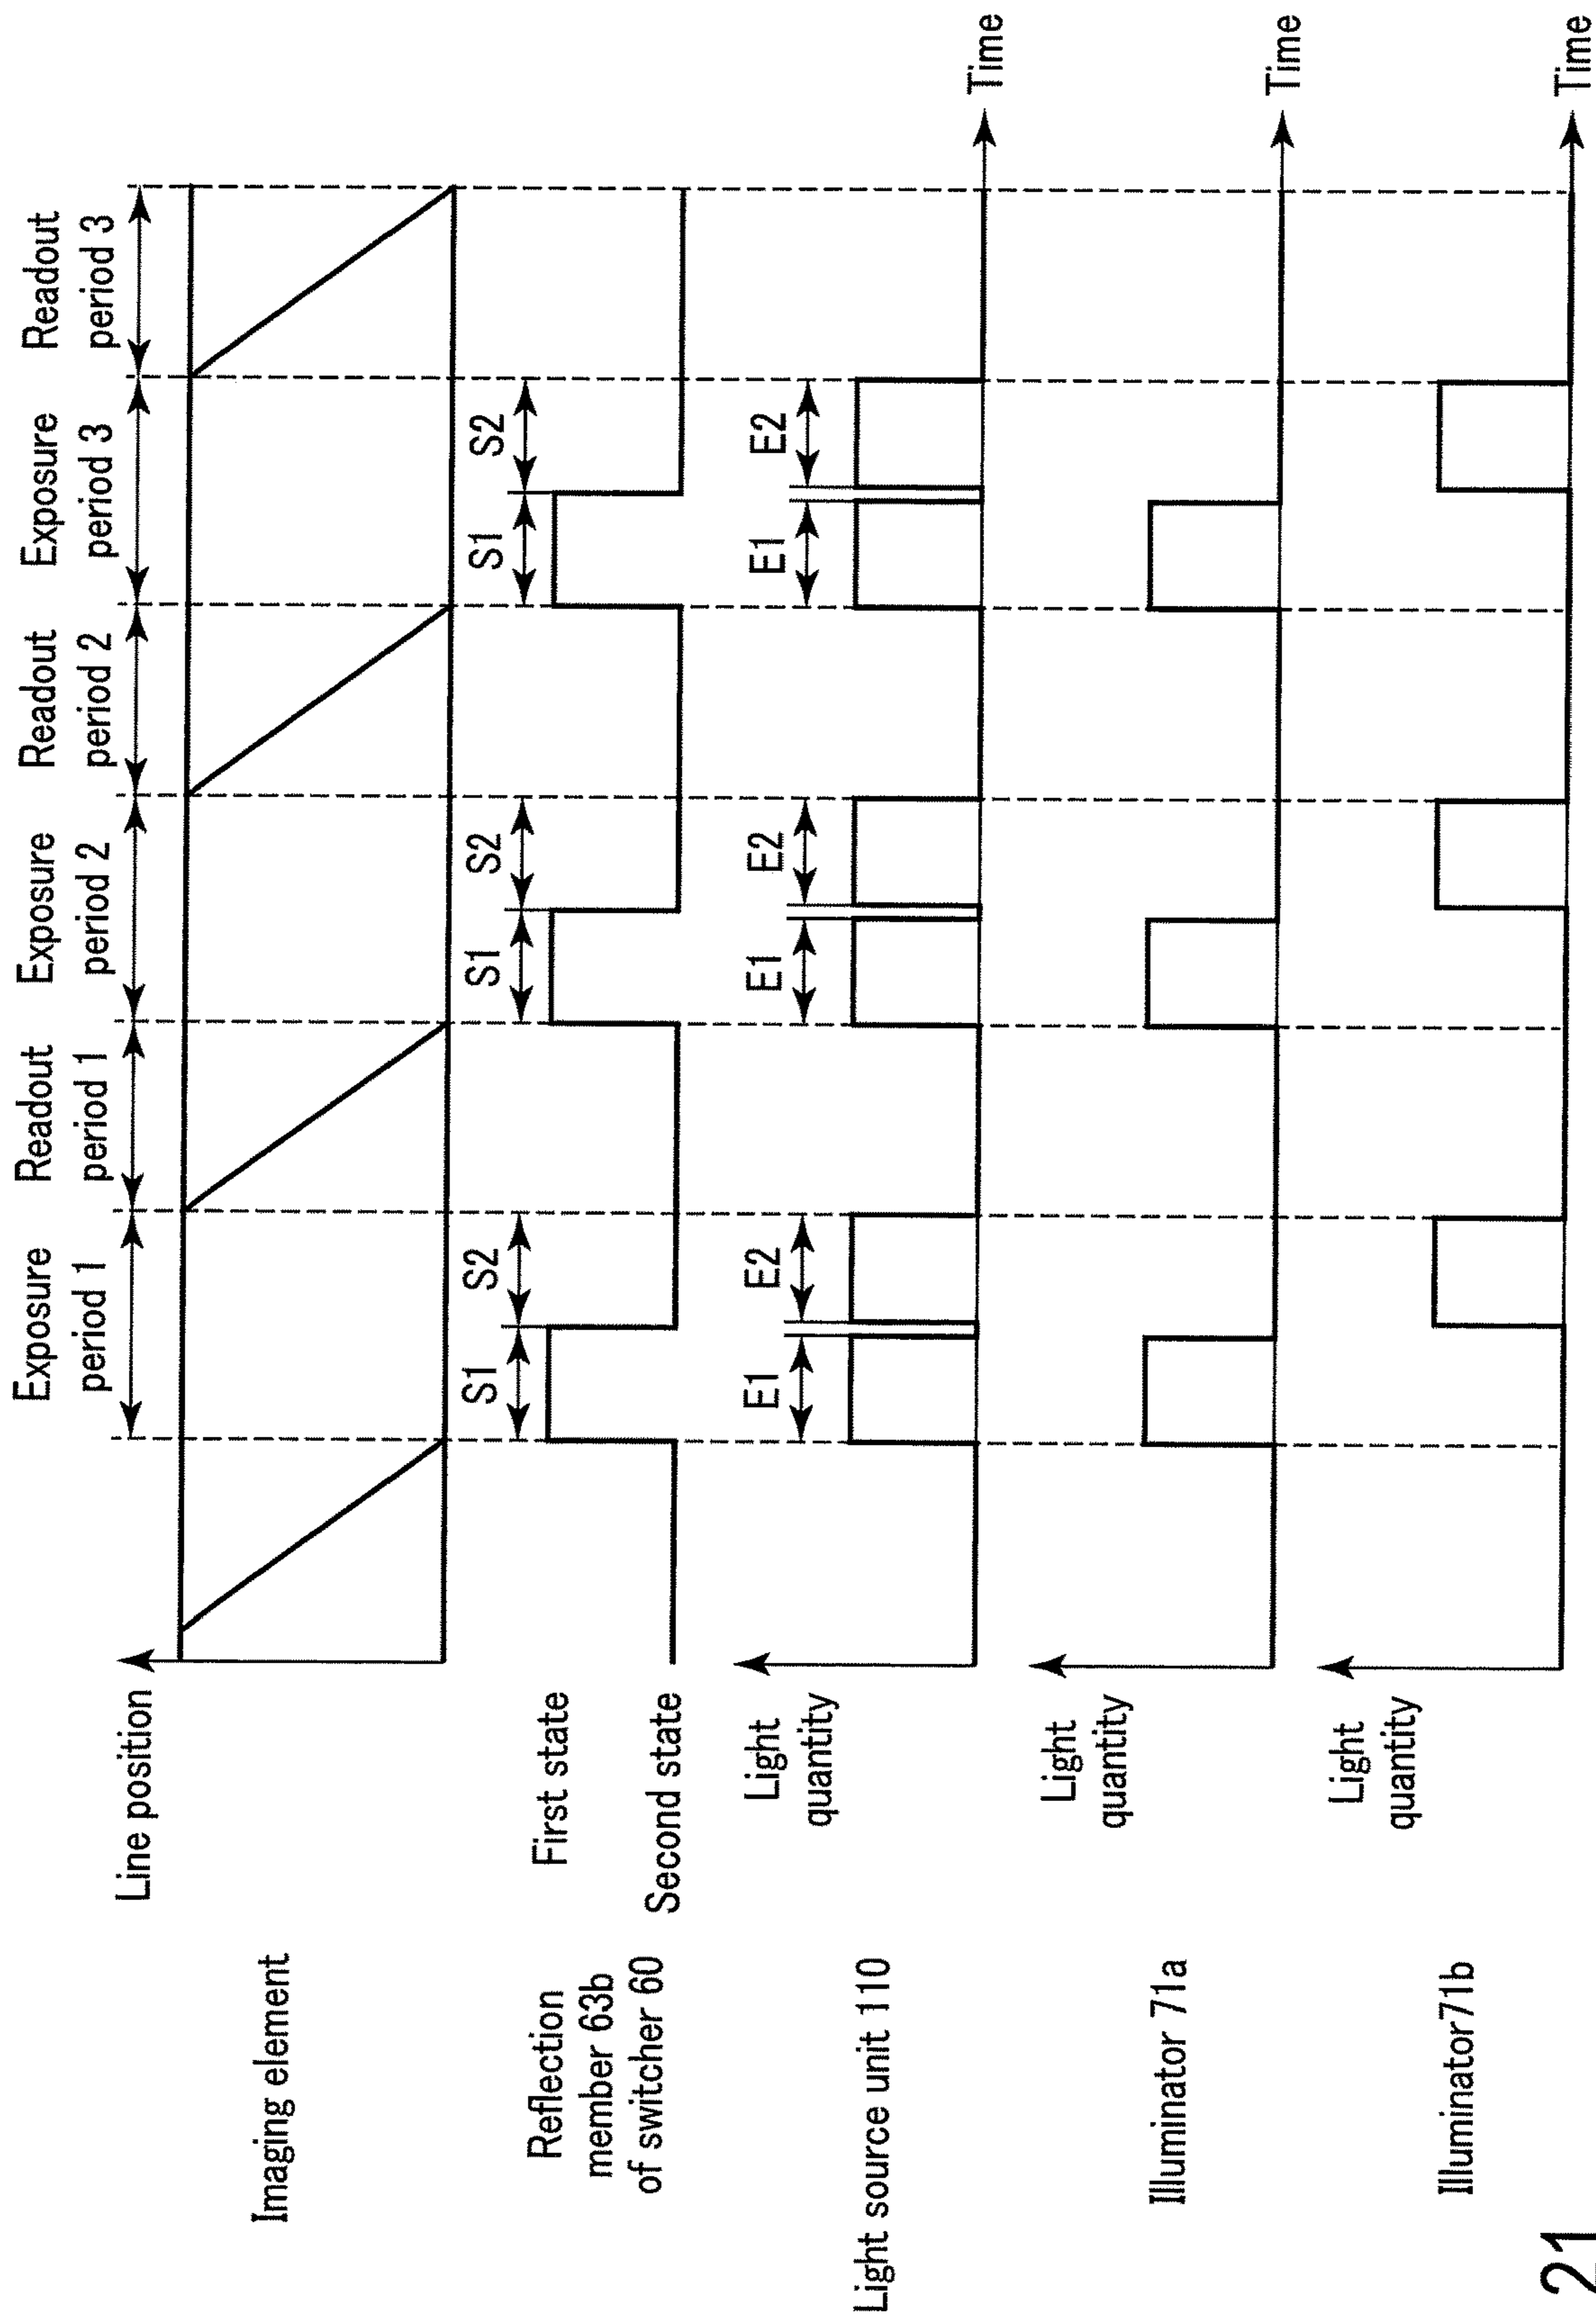 Exposure
period 1
Readout
period 1
Exposure
period 2
Readout
period 2
Exposure
period 3
Readout
period 3
Line position
Imaging element
S1
S2
S1
S2
S1
S2
First state
Second state
Reflection
member 63b
of switcher 60
E1
E2
E1
E2
E1
E2
Light
quantity
Light source unit 110
Time
Light
quantity
Illuminator 71a
Time
Light
quantity
Illuminator71b
Time
21